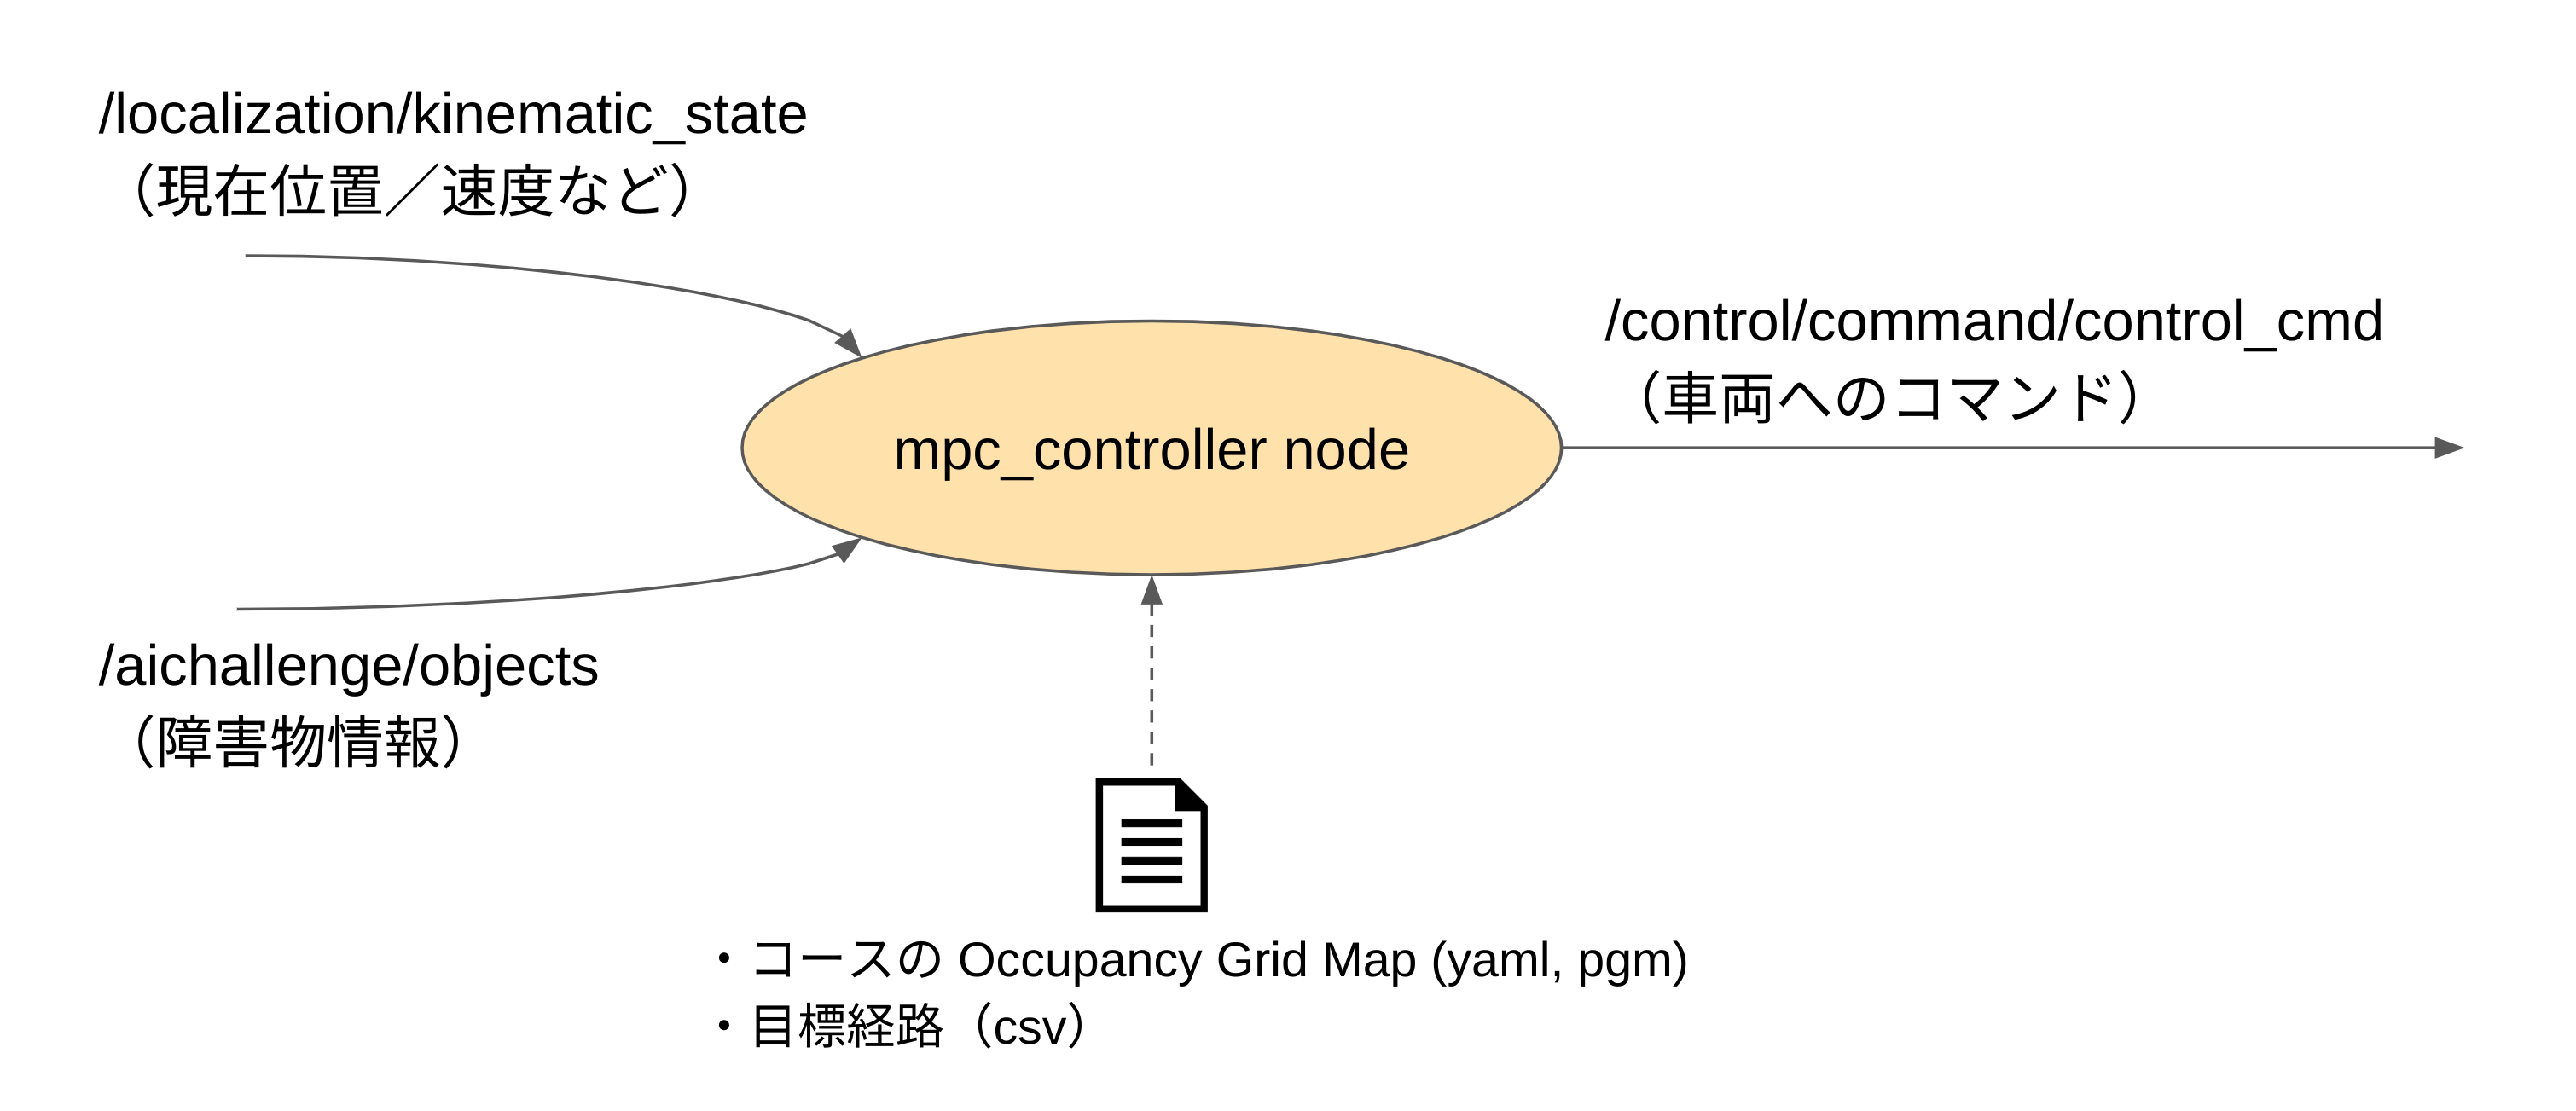 /localization/kinematic_state
（現在位置／速度など）
/control/command/control_cmd
（車両へのコマンド）
mpc_controller node
/aichallenge/objects
（障害物情報）
・コースの Occupancy Grid Map (yaml, pgm)
・目標経路（csv）